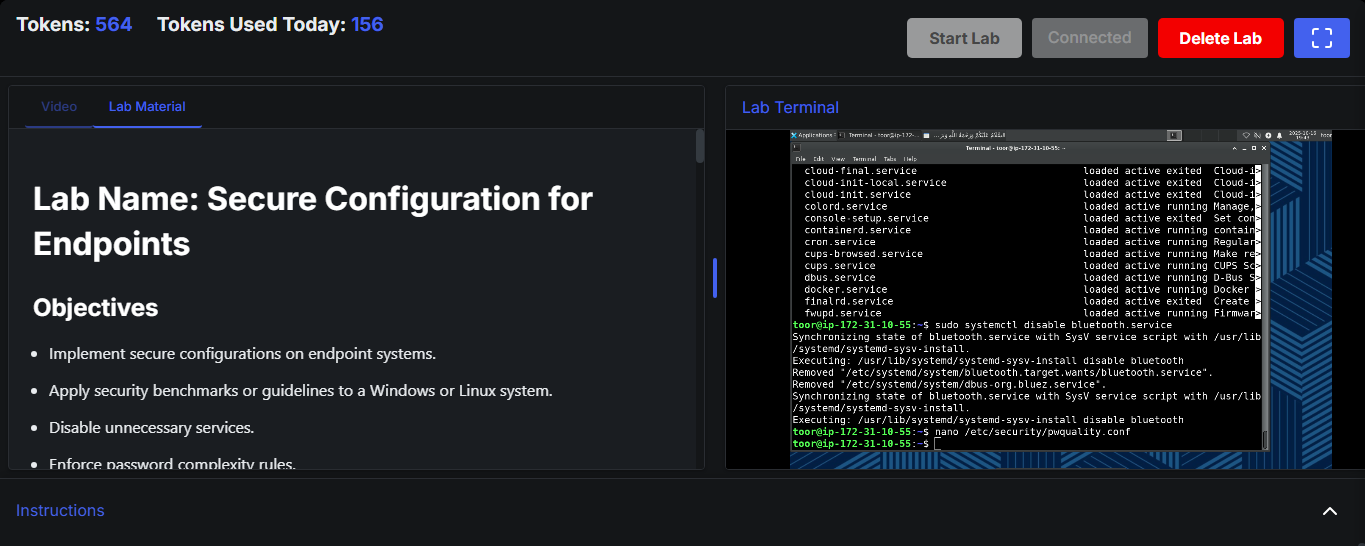 Tokens: 564 Tokens Used Today: 156
Start Lab
Connected
Delete Lab
Video Lab Material
Lab Name: Secure Configuration for
Endpoints
Objectives
Implement secure configurations on endpoint systems.
Apply security benchmarks or guidelines to a Windows or Linux system.
Disable unnecessary services.
Enforce password complexity rules.
Lab Terminal
Applications Terminal - toor@ip-172-...
Terminal - toor@ip-172-31-10-55: ~
File Edit View Terminal Tabs Help
cloud-final.service loaded active exited Cloud-i>
cloud-init-local.service loaded active exited Cloud-i>
cloud-init.service loaded active exited Cloud-i>
colord.service loaded active running Manage,>
console-setup.service loaded active exited Set con>
containerd.service loaded active running contain>
cron.service loaded active running Regular>
cups-browsed.service loaded active running Make re>
cups.service loaded active running CUPS Sc>
dbus.service loaded active running D-Bus S>
docker.service loaded active running Docker >
finalrd.service loaded active exited Create >
fwupd.service loaded active running Firmwar>
toor@ip-172-31-10-55:~$ sudo systemctl disable bluetooth.service
Synchronizing state of bluetooth.service with SysV service script with /usr/lib
/systemd/systemd-sysv-install.
Executing: /usr/lib/systemd/systemd-sysv-install disable bluetooth
Removed "/etc/systemd/system/bluetooth.target.wants/bluetooth.service".
Removed "/etc/systemd/system/dbus-org.bluez.service".
Synchronizing state of bluetooth.service with SysV service script with /usr/lib
/systemd/systemd-sysv-install.
Executing: /usr/lib/systemd/systemd-sysv-install disable bluetooth
toor@ip-172-31-10-55:~$ nano /etc/security/pwquality.conf
toor@ip-172-31-10-55:~$
Instructions